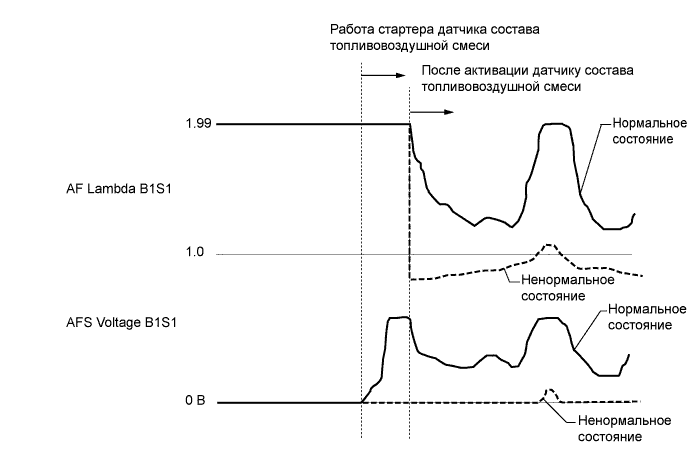 Работа стартера датчика состава
топливовоздушной смеси
После активации датчику состава
топливовоздушной смеси
1.99
Нормальное
состояние
AF Lambda B1S1
1.0
Ненормальное
состояние
Нормальное
состояние
AFS Voltage B1S1
0 В
Ненормальное
состояние